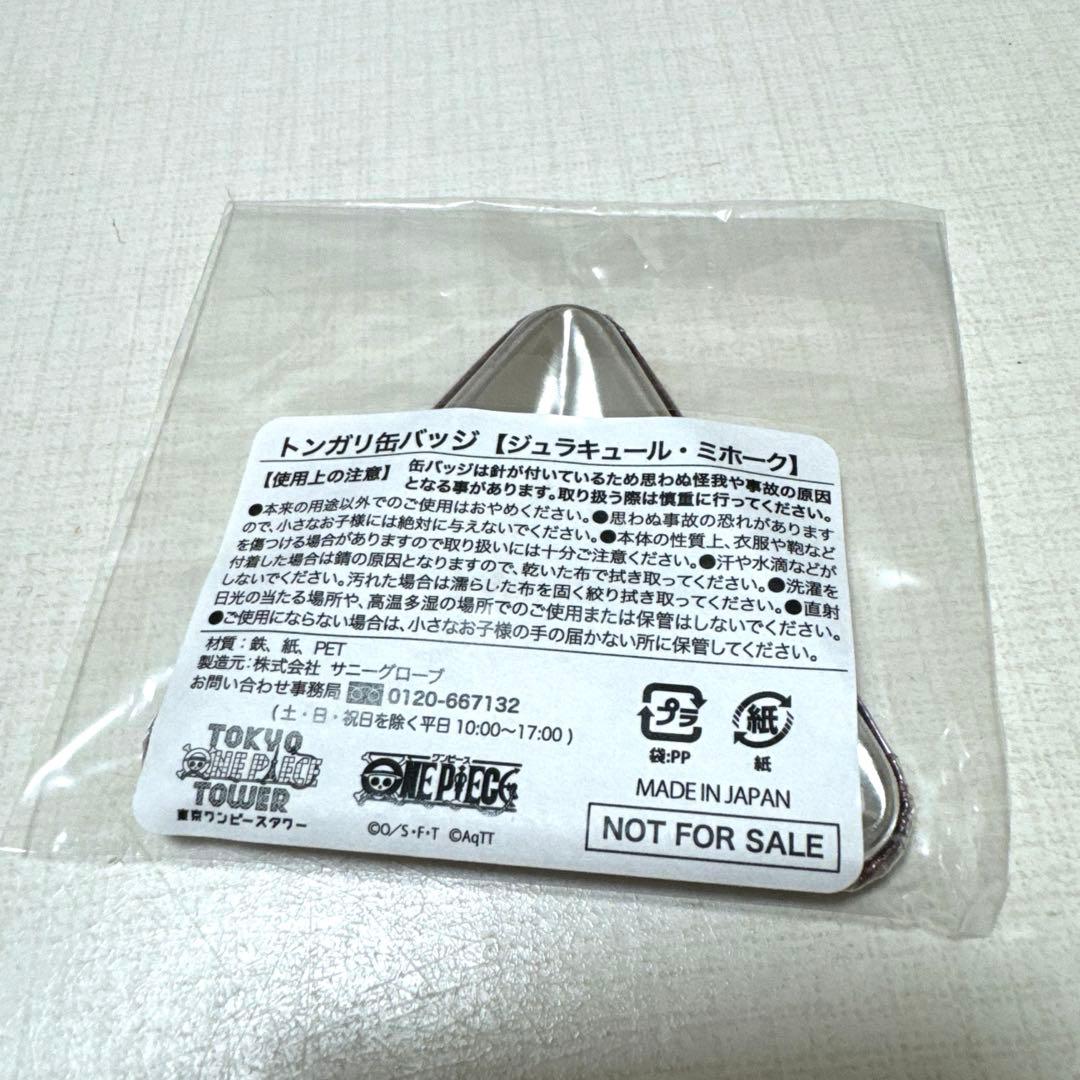 トンガリ缶バッジ【ジュラキュール・ミホーク】
【使用上の注意】 缶バッジは針が付いているため思わぬ怪我や事故の原因
となる事があります。取り扱う際は慎重に行ってください。
●本来の用途以外でのご使用はおやめください。●思わぬ事故の恐れがあります
ので、小さなお子様には絶対に与えないでください。●本体の性質上、衣服や鞄など
を傷つける場合がありますので取り扱いには十分ご注意ください。●汗や水滴などが
付着した場合は錆の原因となりますので、乾いた布で拭き取ってください。●洗濯を
しないでください。汚れた場合は濡らした布を固く絞り拭き取ってください。●直射
日光の当たる場所や、高温多湿の場所でのご使用または保管はしないでください。
●ご使用にならない場合は、小さなお子様の手の届かない所に保管してください。
材質:鉄、紙、PET
製造元:株式会社 サニーグローブ
お問い合わせ事務局 0120-667132
(土・日・祝日を除く平日10:00～17:00)
プラ
袋:PP
紙
紙
TOKYO
ONE PIECE
TOWER
東京ワンピースタワー
ワンピース
ONE PIECE
©O/S・F・T ©AqTT
MADE IN JAPAN
NOT FOR SALE